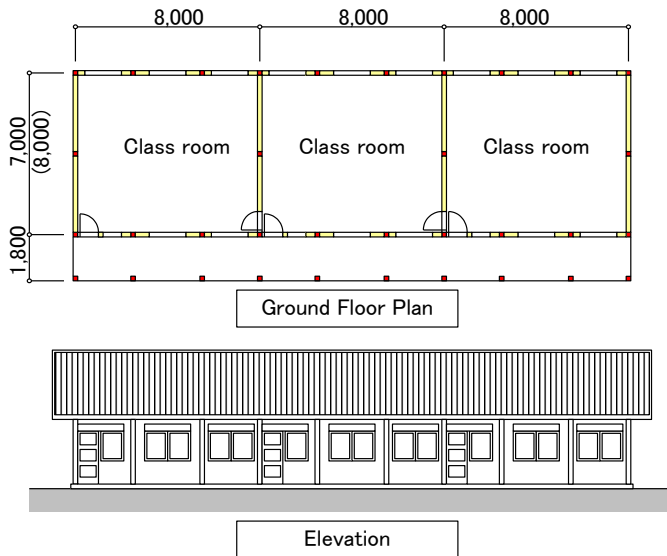 8,000 8,000 8,000
7,000
(8,000)
Class room Class room Class room
1,800
Ground Floor Plan
Elevation